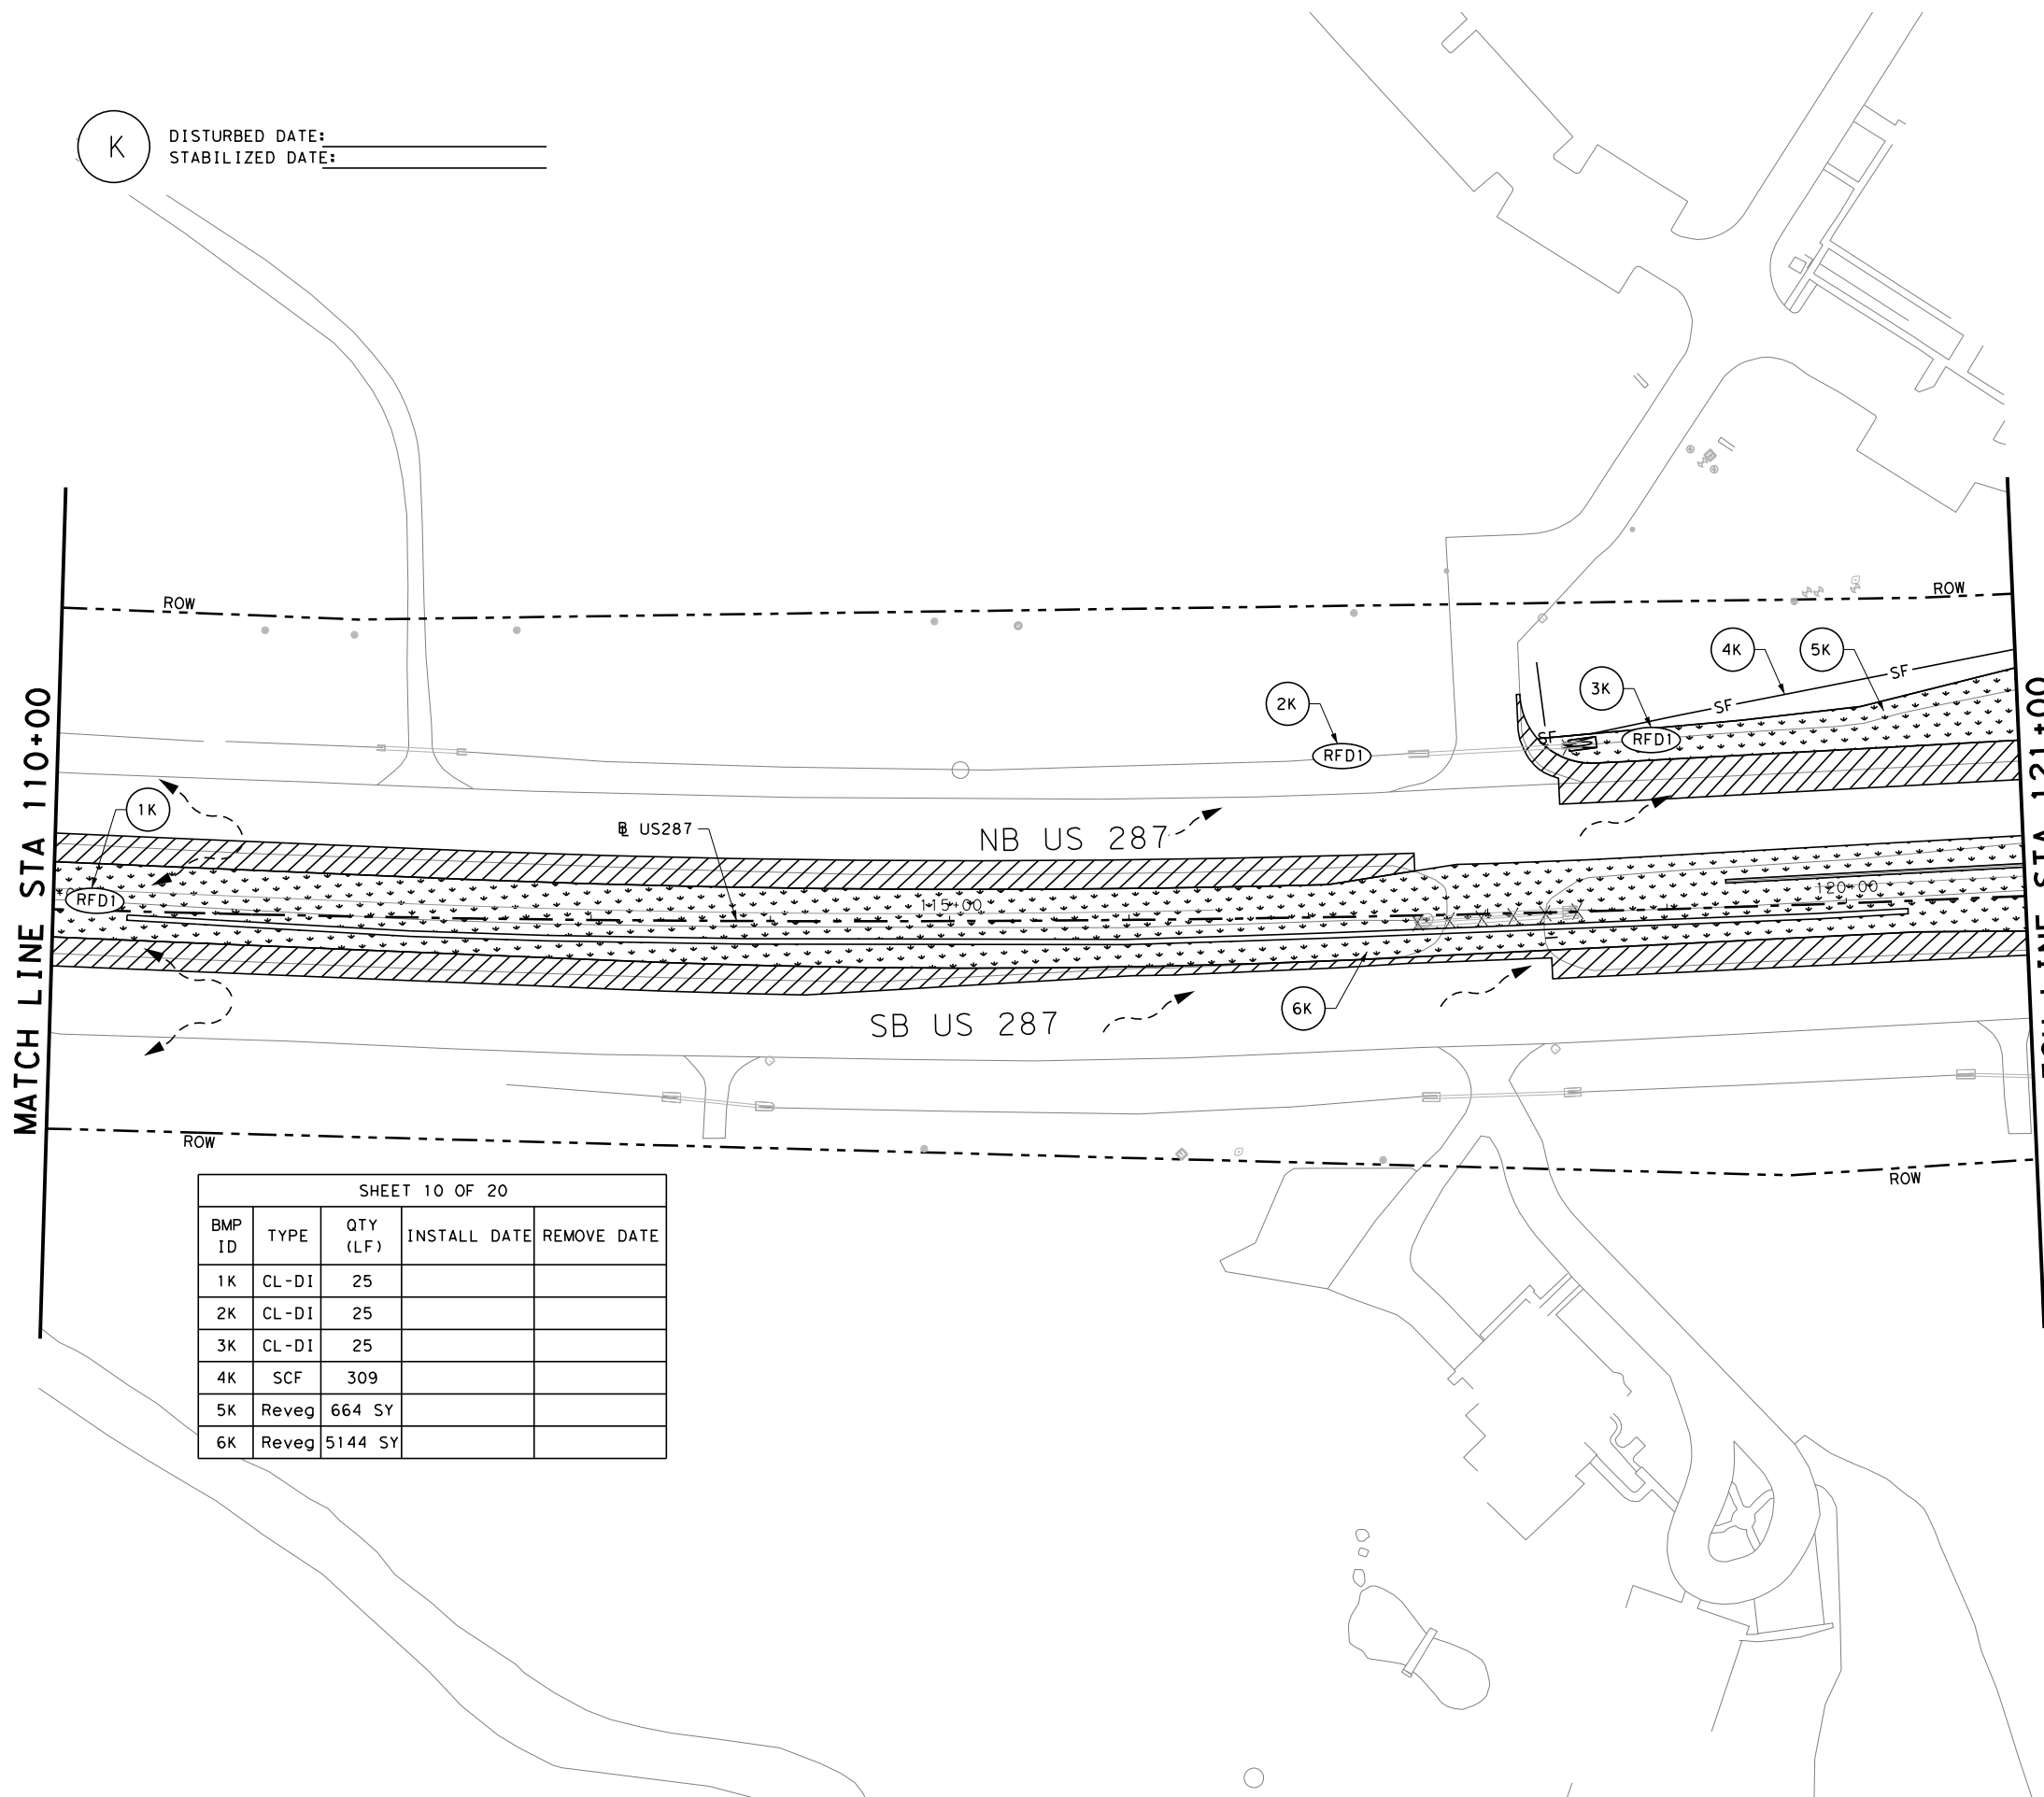 K
DISTURBED DATE:
STABILIZED DATE:
ROW
ROW
4K
5K
3K
2K
SF
SF
SF
RFD1
RFD1
1K
℄ US287
NB US 287
RFD1
115+00
120+00
6K
SB US 287
MATCH LINE STA 110+00
STA 121+00
ROW
ROW
SHEET 10 OF 20
BMP ID TYPE QTY (LF) INSTALL DATE REMOVE DATE
1K CL-DI 25
2K CL-DI 25
3K CL-DI 25
4K SCF 309
5K Reveg 664 SY
6K Reveg 5144 SY